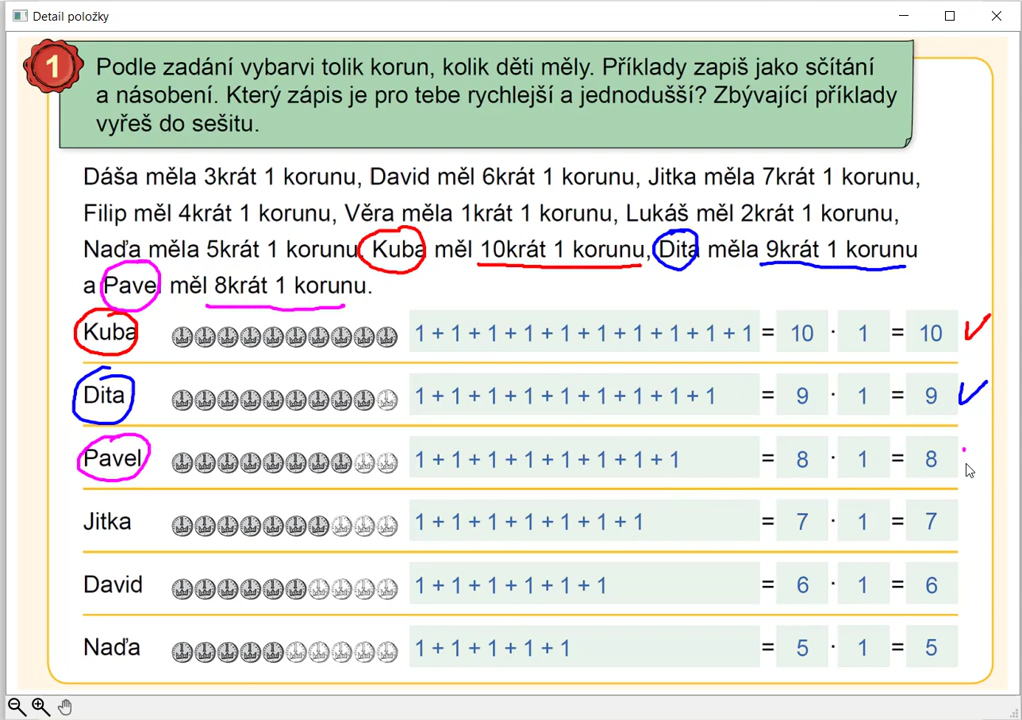 Detail položky
1 Podle zadání vybarvi tolik korun, kolik děti měly. Příklady zapiš jako sčítání
a násobení. Který zápis je pro tebe rychlejší a jednodušší? Zbývající příklady
vyřeš do sešitu.
Dáša měla 3krát 1 korunu, David měl 6krát 1 korunu, Jitka měla 7krát 1 korunu,
Filip měl 4krát 1 korunu, Věra měla 1krát 1 korunu, Lukáš měl 2krát 1 korunu,
Naďa měla 5krát 1 korunu, Kuba měl 10krát 1 korunu, Dita měla 9krát 1 korunu
a Pavel měl 8krát 1 korunu.
Kuba 1 + 1 + 1 + 1 + 1 + 1 + 1 + 1 + 1 + 1 = 10 · 1 = 10
Dita 1 + 1 + 1 + 1 + 1 + 1 + 1 + 1 + 1 = 9 · 1 = 9
Pavel 1 + 1 + 1 + 1 + 1 + 1 + 1 + 1 = 8 · 1 = 8
Jitka 1 + 1 + 1 + 1 + 1 + 1 + 1 = 7 · 1 = 7
David 1 + 1 + 1 + 1 + 1 + 1 = 6 · 1 = 6
Naďa 1 + 1 + 1 + 1 + 1 = 5 · 1 = 5